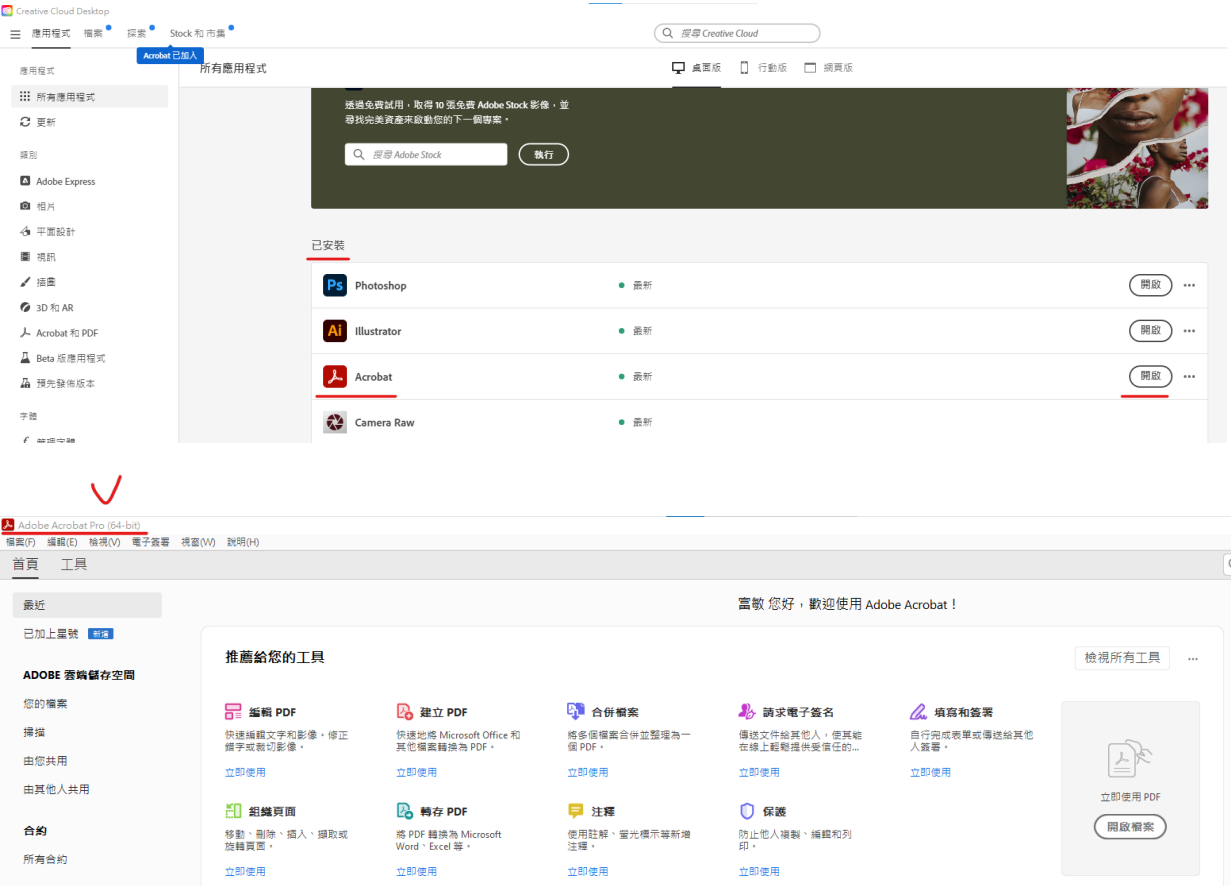 Creative Cloud Desktop
應用程式 檔案 探索 Stock 和 市集
搜尋 Creative Cloud
Acrobat 已加入
應用程式
所有應用程式
更新
類別
Adobe Express
相片
平面設計
視訊
插圖
3D 和 AR
Acrobat 和 PDF
Beta 版應用程式
預先發佈版本
字體
管理字體
所有應用程式
桌面版 行動版 網頁版
透過免費試用，取得 10 張免費 Adobe Stock 影像，並
尋找完美資產來啟動您的下一個專案。
搜尋 Adobe Stock 執行
已安裝
Ps Photoshop 最新 開啟
Ai Illustrator 最新 開啟
Acrobat 最新 開啟
Camera Raw 最新
Adobe Acrobat Pro (64-bit)
檔案(F) 編輯(E) 檢視(V) 電子簽署 視窗(W) 說明(H)
首頁 工具
最近
已加上星號 新增
ADOBE 雲端儲存空間
您的檔案
掃描
由您共用
由其他人共用
合約
所有合約
富敏 您好，歡迎使用 Adobe Acrobat！
推薦給您的工具
檢視所有工具
編輯 PDF
快速編輯文字和影像。修正
錯字或裁切影像。
立即使用
建立 PDF
快速地將 Microsoft Office 和
其他檔案轉換為 PDF。
立即使用
合併檔案
將多個檔案合併並整理為一
個 PDF。
立即使用
請求電子簽名
傳送文件給其他人，使其能
在線上輕鬆提供受信任的...
立即使用
填寫和簽署
自行完成表單或傳送給其他
人簽署。
立即使用
組織頁面
移動、刪除、插入、擷取或
旋轉頁面。
立即使用
轉存 PDF
將 PDF 轉換為 Microsoft
Word、Excel 等。
立即使用
注釋
使用註解、螢光標示等新增
注釋。
立即使用
保護
防止他人複製、編輯和列
印。
立即使用
立即使用 PDF
開啟檔案